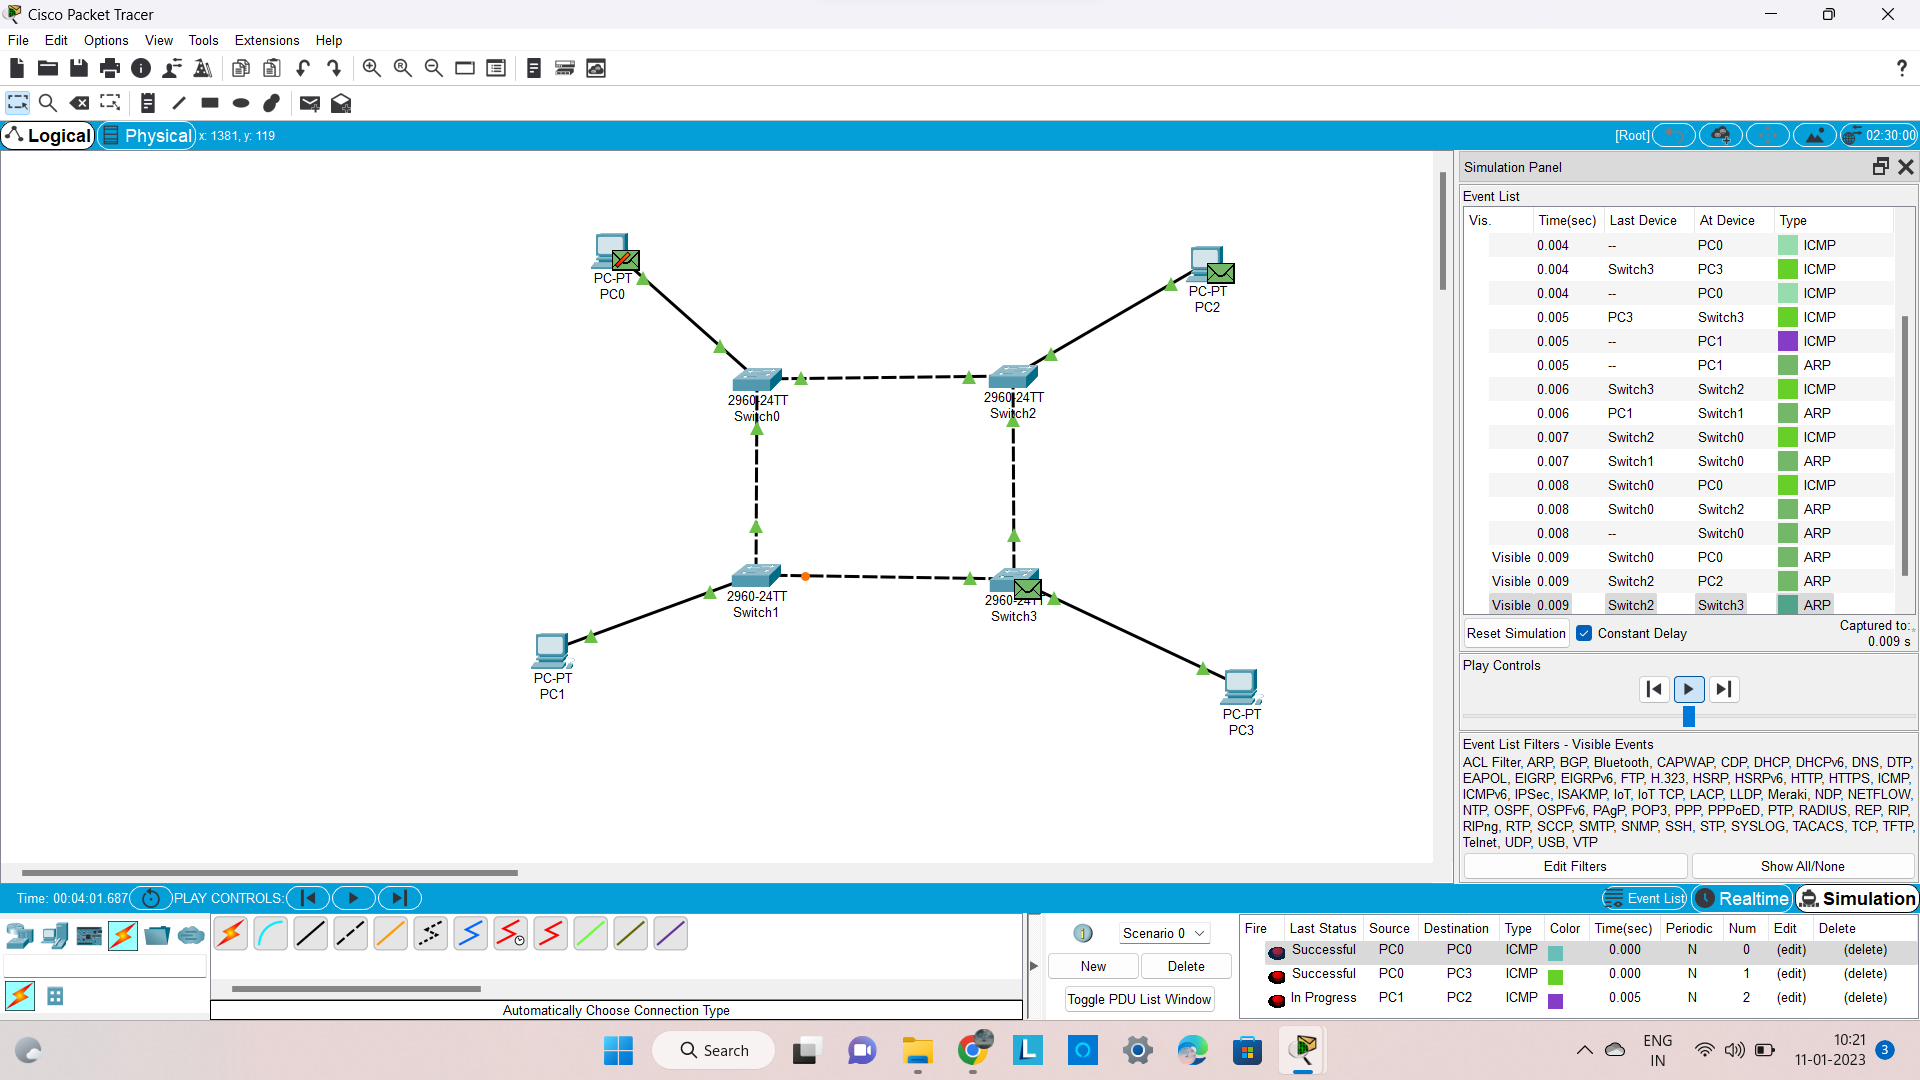 Cisco Packet Tracer
File Edit Options View Tools Extensions Help
Logical Physical x: 1381, y: 119 [Root] 02:30:00
Simulation Panel
Event List
Vis. Time(sec) Last Device At Device Type
0.004 -- PC0 ICMP
0.004 Switch3 PC3 ICMP
0.004 -- PC0 ICMP
0.005 PC3 Switch3 ICMP
0.005 -- PC1 ICMP
0.005 -- PC1 ARP
0.006 Switch3 Switch2 ICMP
0.006 PC1 Switch1 ARP
0.007 Switch2 Switch0 ICMP
0.007 Switch1 Switch0 ARP
0.008 Switch0 PC0 ICMP
0.008 Switch0 Switch2 ARP
0.008 -- Switch0 ARP
Visible 0.009 Switch0 PC0 ARP
Visible 0.009 Switch2 PC2 ARP
Visible 0.009 Switch2 Switch3 ARP
Reset Simulation Constant Delay Captured to:
0.009 s
Play Controls
Event List Filters - Visible Events
ACL Filter, ARP, BGP, Bluetooth, CAPWAP, CDP, DHCP, DHCPv6, DNS, DTP,
EAPOL, EIGRP, EIGRPv6, FTP, H.323, HSRP, HSRPv6, HTTP, HTTPS, ICMP,
ICMPv6, IPSec, ISAKMP, IoT, IoT TCP, LACP, LLDP, Meraki, NDP, NETFLOW,
NTP, OSPF, OSPFv6, PAgP, POP3, PPP, PPPoED, PTP, RADIUS, REP, RIP,
RIPng, RTP, SCCP, SMTP, SNMP, SSH, STP, SYSLOG, TACACS, TCP, TFTP,
Telnet, UDP, USB, VTP
Edit Filters Show All/None
PC-PT
PC0
PC-PT
PC2
2960-24TT
Switch0
2960-24TT
Switch2
2960-24TT
Switch1
2960-24TT
Switch3
PC-PT
PC1
PC-PT
PC3
Time: 00:04:01.687 PLAY CONTROLS: Event List Realtime Simulation
Scenario 0
New Delete
Toggle PDU List Window
Fire Last Status Source Destination Type Color Time(sec) Periodic Num Edit Delete
Successful PC0 PC0 ICMP 0.000 N 0 (edit) (delete)
Successful PC0 PC3 ICMP 0.000 N 1 (edit) (delete)
In Progress PC1 PC2 ICMP 0.005 N 2 (edit) (delete)
Automatically Choose Connection Type
Search
ENG
IN
10:21
11-01-2023
3